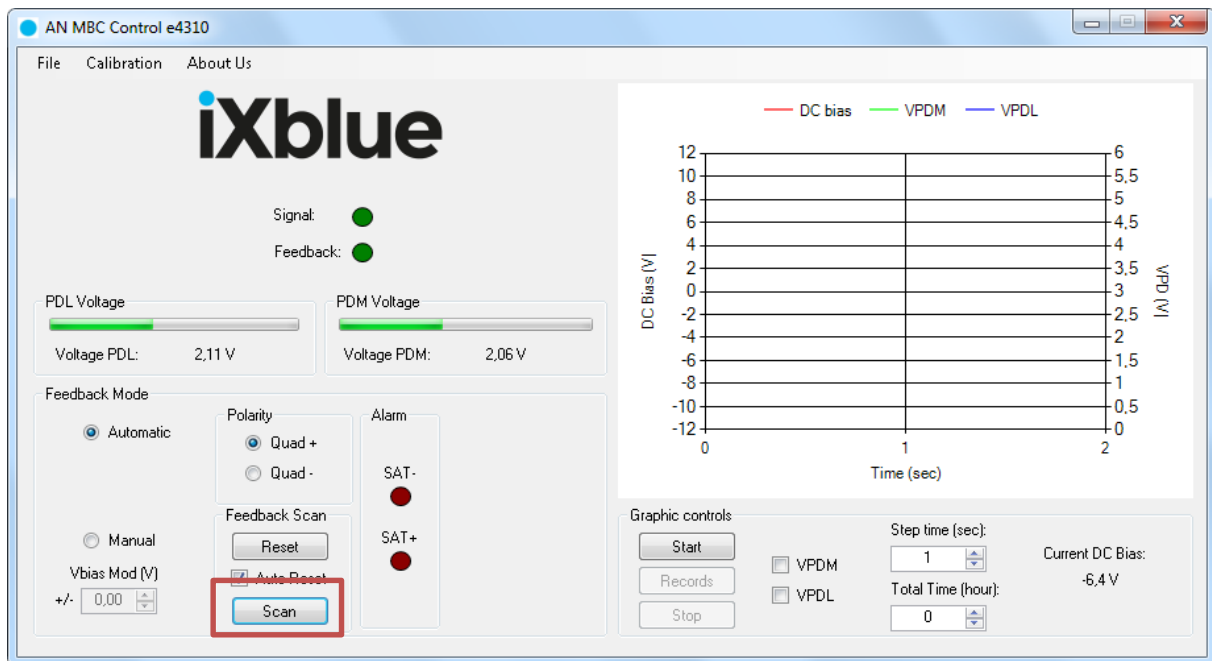 AN MBC Control e4310
File Calibration About Us
iXblue
Signal:
Feedback:
PDL Voltage
Voltage PDL: 2,11 V
PDM Voltage
Voltage PDM: 2,06 V
Feedback Mode
Automatic
Manual
Vbias Mod (V)
+/- 0,00
Polarity
Quad +
Quad -
Feedback Scan
Reset
Auto Reset
Scan
Alarm
SAT-
SAT+
DC bias VPDM VPDL
DC Bias (V)
12
10
8
6
4
2
0
-2
-4
-6
-8
-10
-12
6
5,5
5
4,5
4
3,5
3
2,5
2
1,5
1
0,5
0
VPD (V)
0 1 2
Time (sec)
Graphic controls
Start
Records
Stop
VPDM
VPDL
Step time (sec):
1
Total Time (hour):
0
Current DC Bias:
-6,4 V